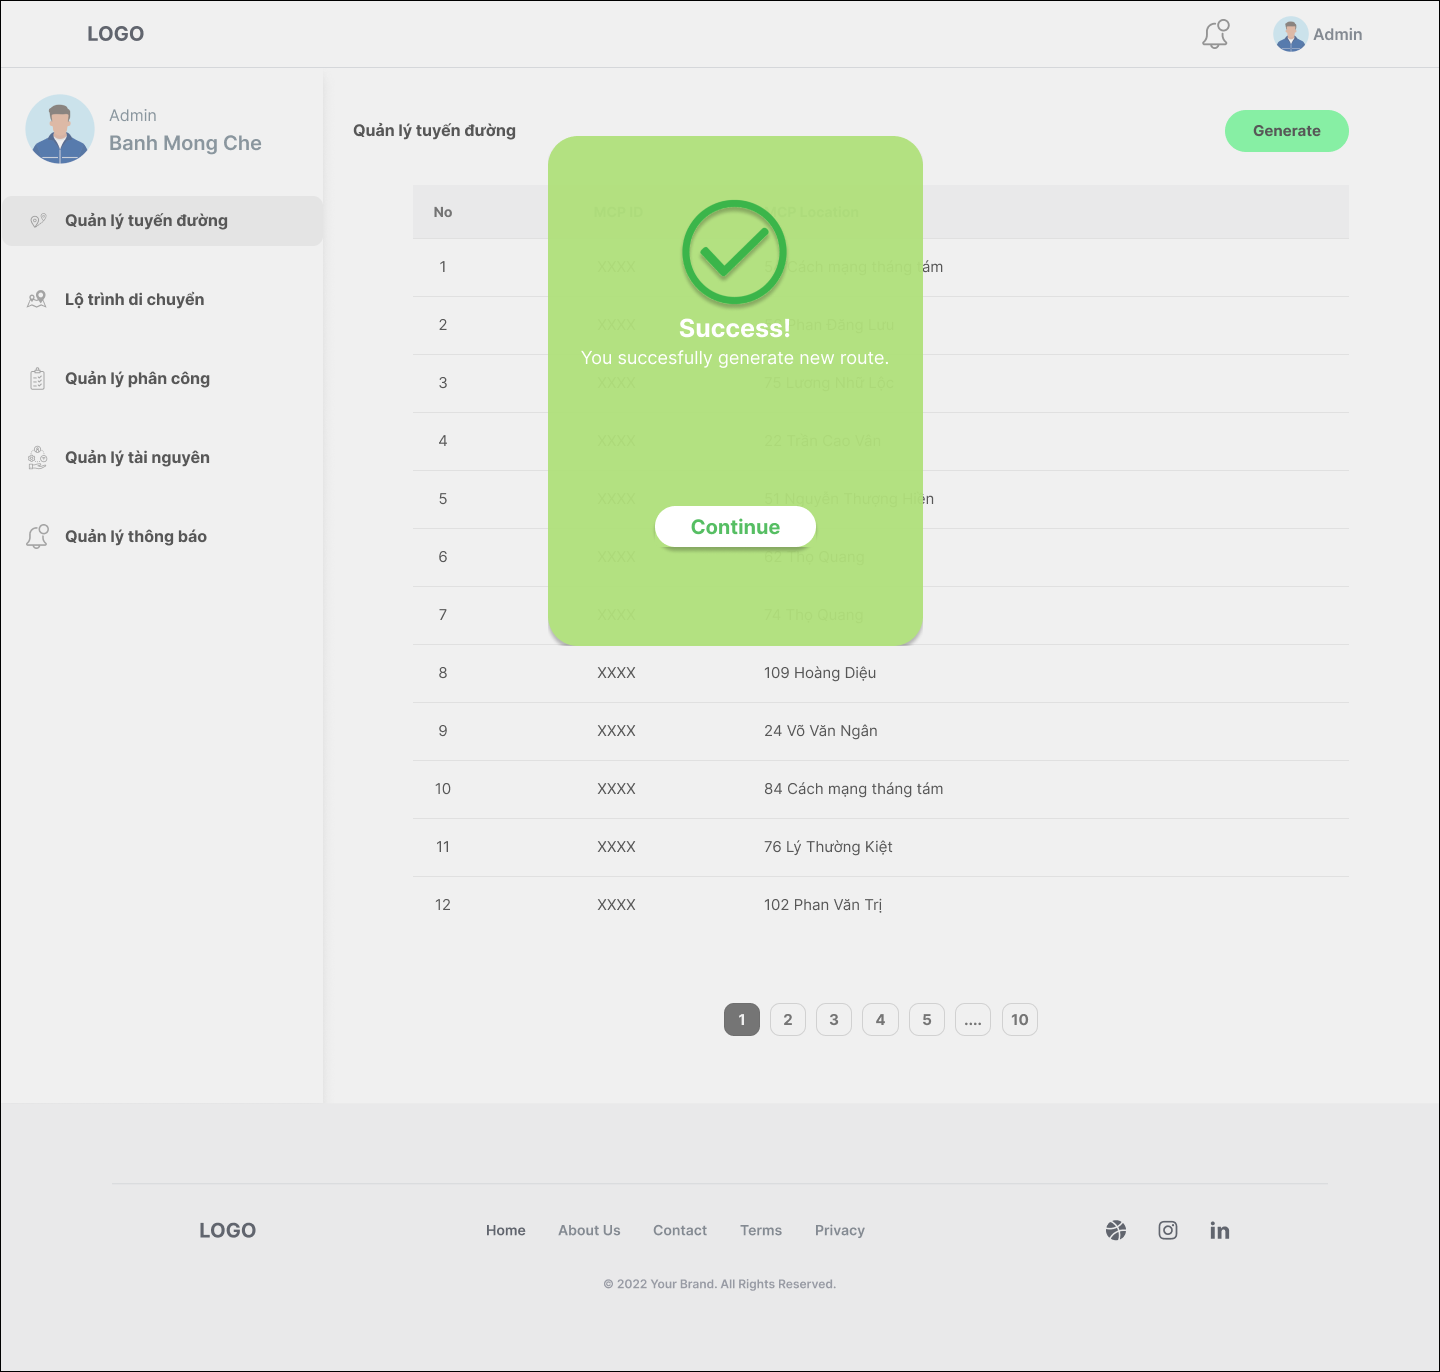 LOGO
Admin
Admin
Banh Mong Che
Quản lý tuyến đường
Lộ trình di chuyển
Quản lý phân công
Quản lý tài nguyên
Quản lý thông báo
Quản lý tuyến đường
Generate
No MCP ID MCP Location
1 XXXX Cách mạng tháng tám
2 XXXX Phan Đăng Lưu
3 XXXX 75 Lương Nhữ Lộc
4 XXXX 22 Trần Cao Vân
5 XXXX 51 Nguyễn Thượng Hiền
6 XXXX 62 Thọ Quang
7 XXXX 74 Thọ Quang
8 XXXX 109 Hoàng Diệu
9 XXXX 24 Võ Văn Ngân
10 XXXX 84 Cách mạng tháng tám
11 XXXX 76 Lý Thường Kiệt
12 XXXX 102 Phan Văn Trị
Success!
You succesfully generate new route.
Continue
1 2 3 4 5 .... 10
LOGO
Home About Us Contact Terms Privacy
© 2022 Your Brand. All Rights Reserved.